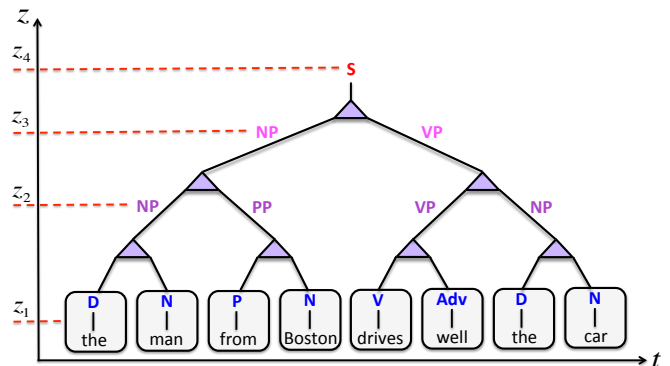 z
z4 S
z3 NP VP
z2 NP PP VP NP
D N P N V Adv D N
z1
the man from Boston drives well the car
t